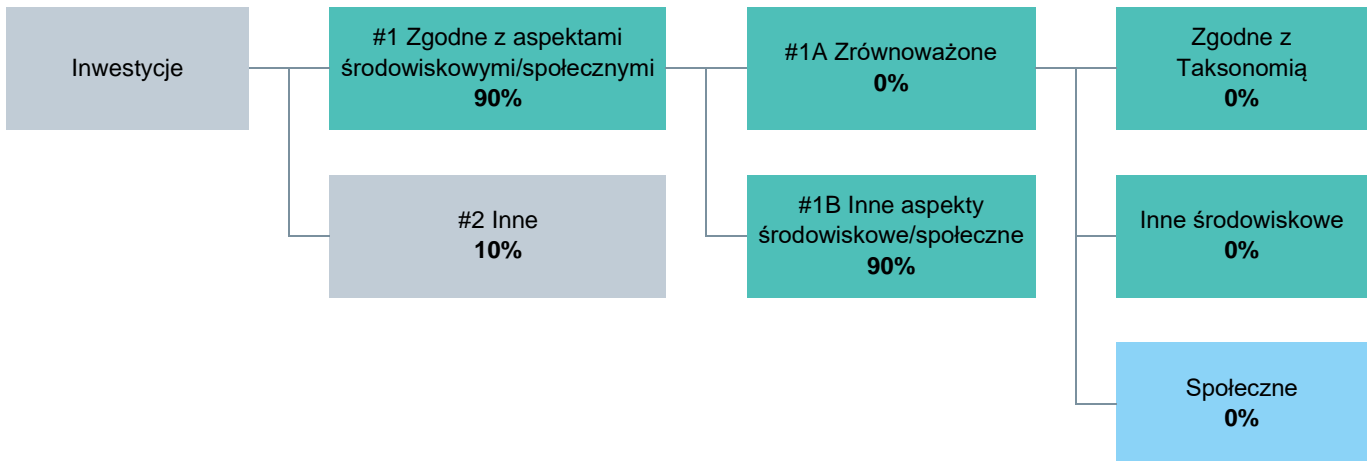 Inwestycje
#1 Zgodne z aspektami
środowiskowymi/społecznymi
90%
#1A Zrównoważone
0%
Zgodne z
Taksonomią
0%
#2 Inne
10%
#1B Inne aspekty
środowiskowe/społeczne
90%
Inne środowiskowe
0%
Społeczne
0%